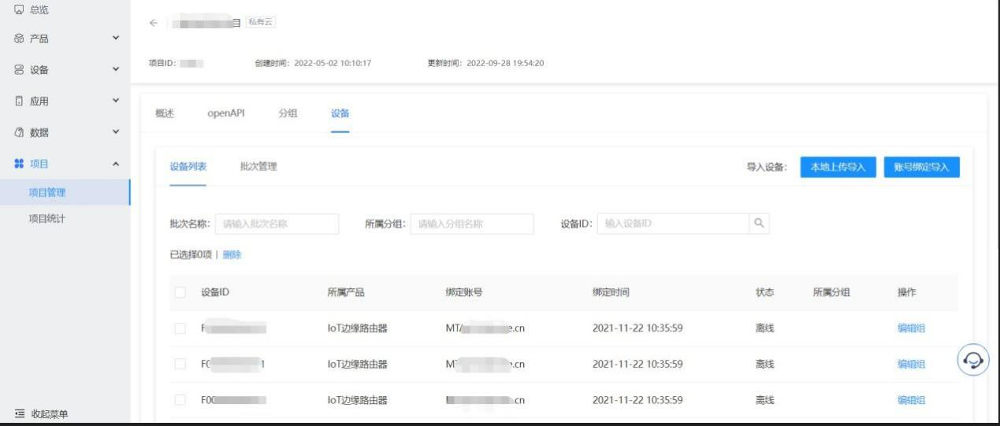 总览
产品
设备
应用
数据
项目
项目管理
项目统计
收起菜单
目 私有云
项目ID: 创建时间：2022-05-02 10:10:17 更新时间：2022-09-28 19:54:20
概述 openAPI 分组 设备
设备列表 批次管理 导入设备： 本地上传导入 账号绑定导入
批次名称： 请输入批次名称 所属分组： 请输入分组名称 设备ID： 输入设备ID
已选择0项 | 删除
设备ID 所属产品 绑定账号 绑定时间 状态 所属分组 操作
F IoT边缘路由器 MT e.cn 2021-11-22 10:35:59 离线 编辑组
F0 1 IoT边缘路由器 M .cn 2021-11-22 10:35:59 离线 编辑组
F00 IoT边缘路由器 .cn 2021-11-22 10:35:59 离线 编辑组